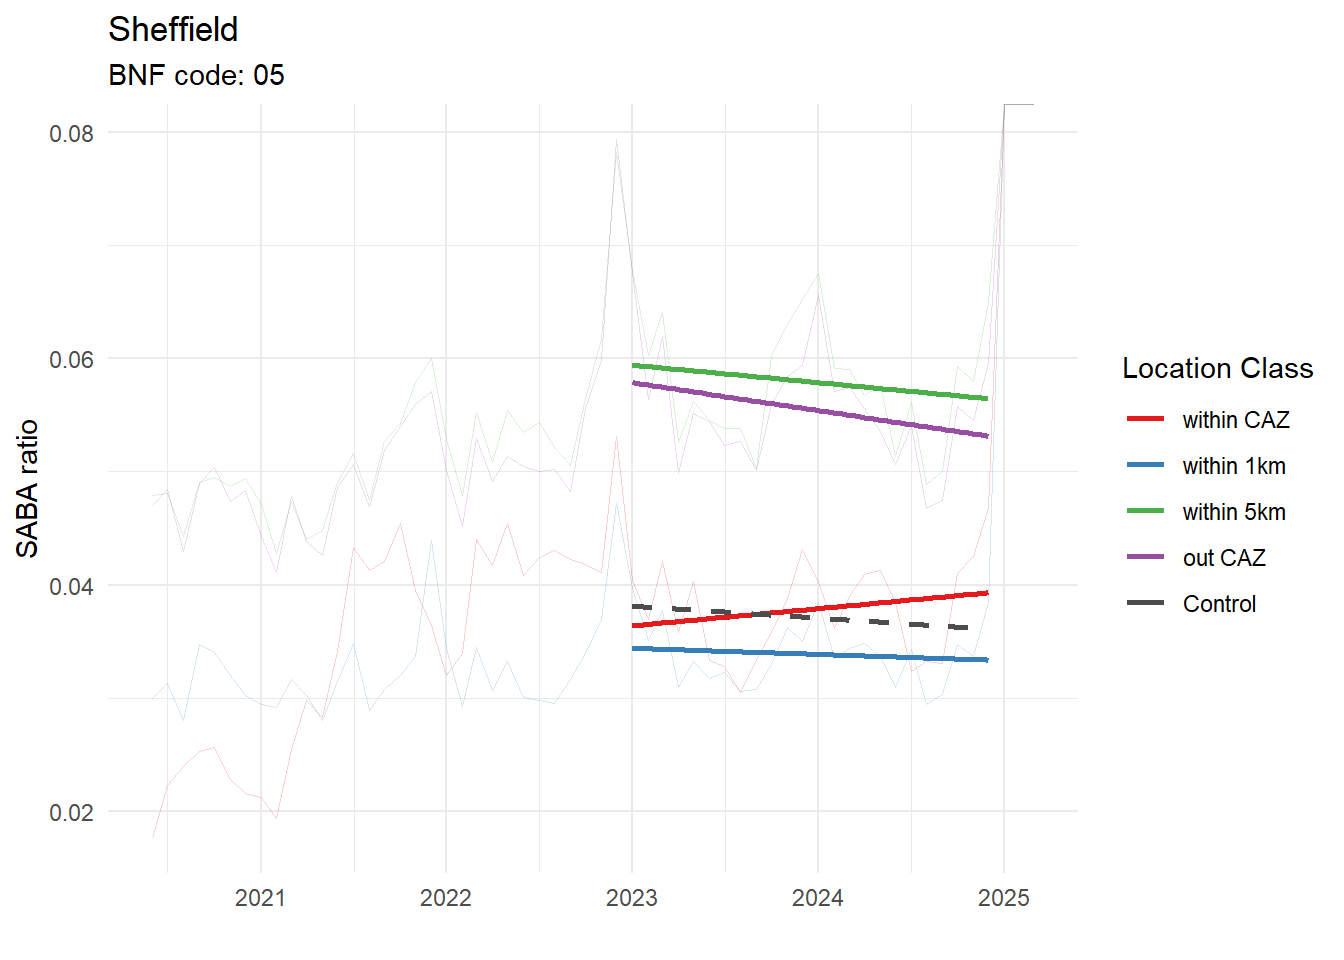 Sheffield
BNF code: 05
0.08
0.06
0.04
0.02
SABA ratio
2021 2022 2023 2024 2025
Location Class
within CAZ
within 1km
within 5km
out CAZ
Control